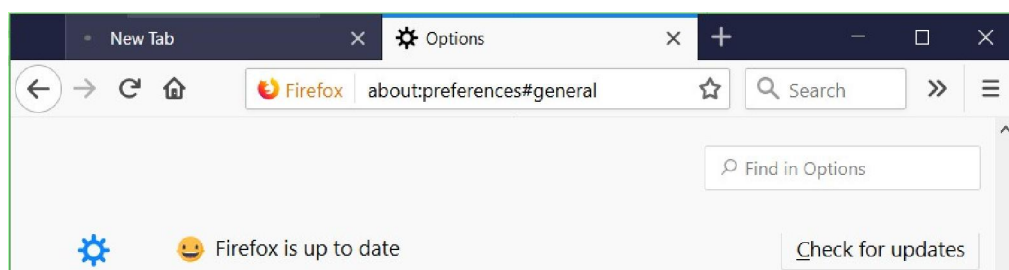 New Tab
Options
Firefox about:preferences#general
Search
Find in Options
Firefox is up to date
Check for updates